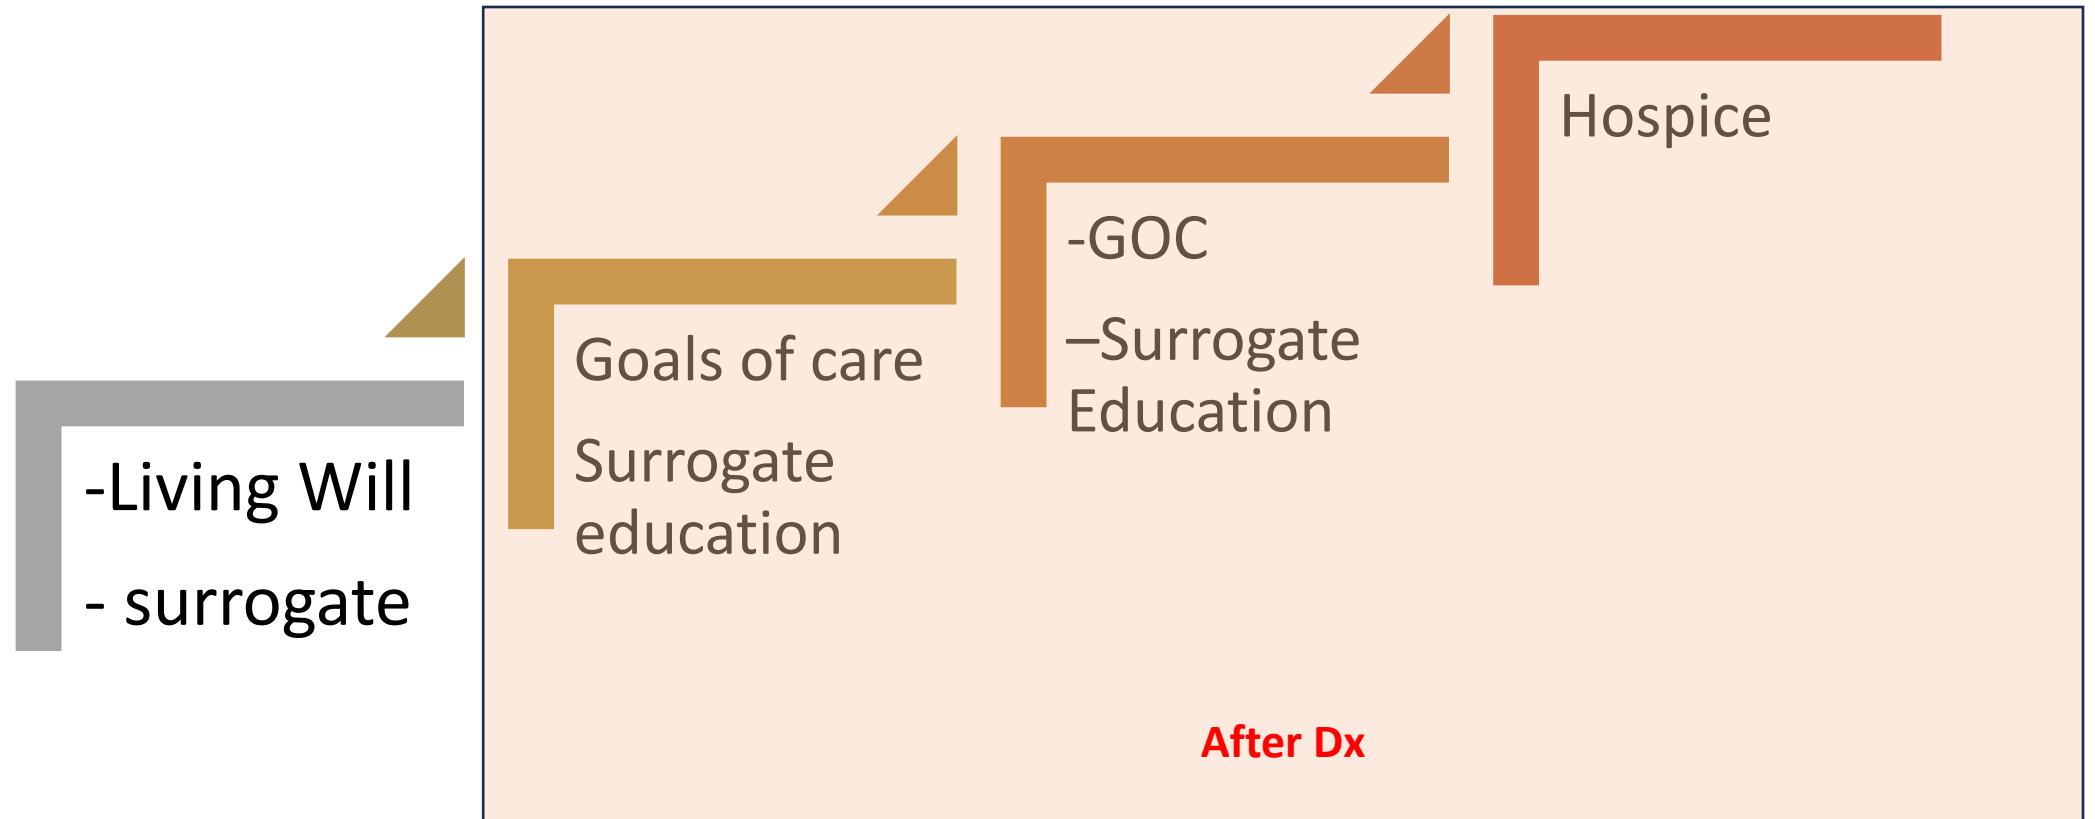 -Living Will
- surrogate
Goals of care
Surrogate
education
-GOC
–Surrogate
Education
Hospice
After Dx